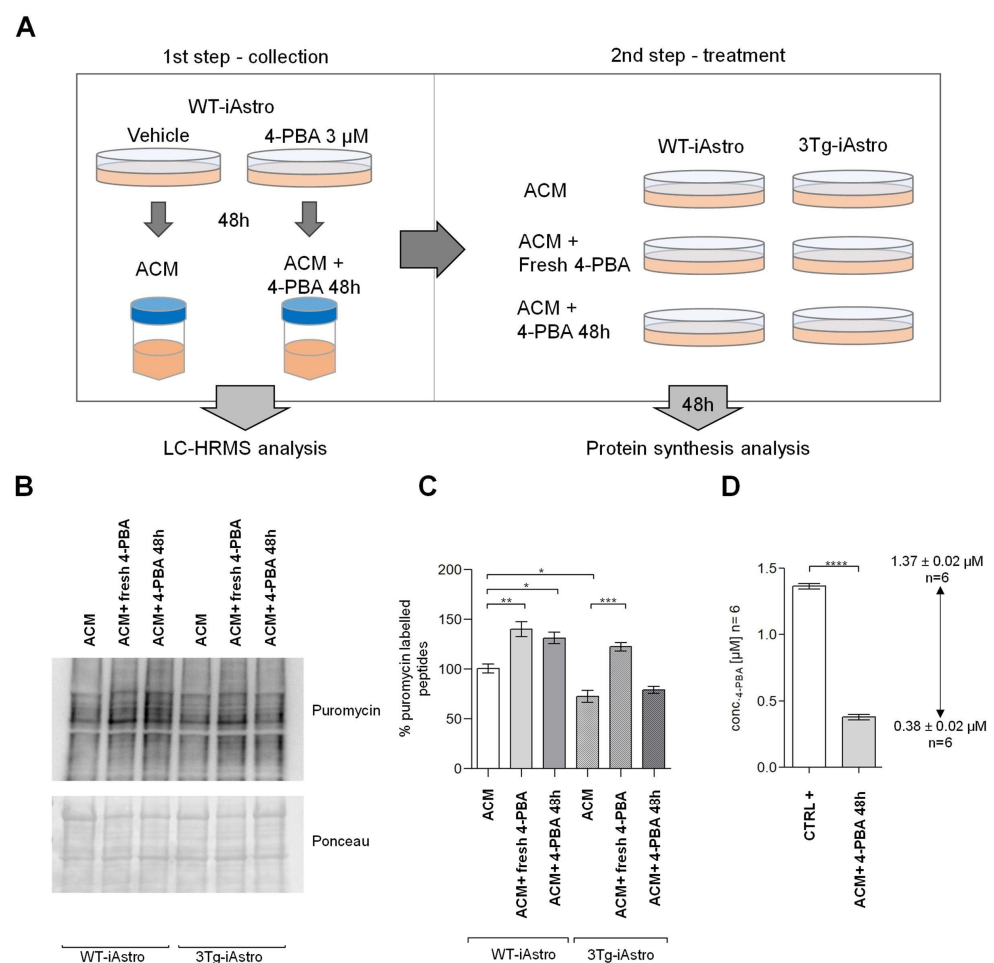 A
1st step - collection
2nd step - treatment
WT-iAstro
Vehicle
4-PBA 3 µM
48h
ACM
ACM +
4-PBA 48h
WT-iAstro
3Tg-iAstro
ACM
ACM +
Fresh 4-PBA
ACM +
4-PBA 48h
48h
LC-HRMS analysis
Protein synthesis analysis
B
ACM
ACM+ fresh 4-PBA
ACM+ 4-PBA 48h
ACM
ACM+ fresh 4-PBA
ACM+ 4-PBA 48h
Puromycin
Ponceau
WT-iAstro
3Tg-iAstro
C
% puromycin labelled
peptides
200
150
100
50
0
*
*
**
***
ACM
ACM+ fresh 4-PBA
ACM+ 4-PBA 48h
ACM
ACM+ fresh 4-PBA
ACM+ 4-PBA 48h
WT-iAstro
3Tg-iAstro
D
conc.4-PBA [µM] n= 6
1.5
1.0
0.5
0.0
****
CTRL +
ACM+ 4-PBA 48h
1.37 ± 0.02 µM
n=6
0.38 ± 0.02 µM
n=6